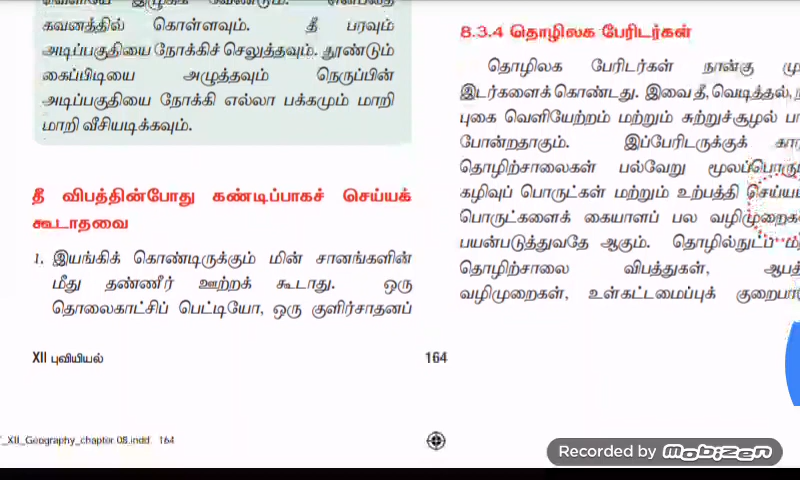 கவனத்தில் கொள்ளவும். தீ பரவும்
அடிப்பகுதியை நோக்கிச் செலுத்தவும். தூண்டும்
கைப்பிடியை அழுத்தவும் நெருப்பின்
அடிப்பகுதியை நோக்கி எல்லா பக்கமும் மாறி
மாறி வீசியடிக்கவும்.
தீ விபத்தின்போது கண்டிப்பாகச் செய்யக்
கூடாதவை
1. இயங்கிக் கொண்டிருக்கும் மின் சானங்களின்
மீது தண்ணீர் ஊற்றக் கூடாது. ஒரு
தொலைகாட்சிப் பெட்டியோ, ஒரு குளிர்சாதனப்
XII புவியியல்
8.3.4 தொழிலக பேரிடர்கள்
தொழிலக பேரிடர்கள் நான்கு மு
இடர்களைக் கொண்டது. இவை தீ, வெடித்தல்,
புகை வெளியேற்றம் மற்றும் சுற்றுச்சூழல் பா
போன்றதாகும். இப்பேரிடருக்குக் கார
தொழிற்சாலைகள் பல்வேறு மூலப்பொருட
கழிவுப் பொருட்கள் மற்றும் உற்பத்தி செய்யப
பொருட்களைக் கையாளப் பல வழிமுறைக
பயன்படுத்துவதே ஆகும். தொழில்நுட்ப ம
தொழிற்சாலை விபத்துகள், ஆபத்
வழிமுறைகள், உள்கட்டமைப்புக் குறைபா
164
_XII_Geography_chapter 08.indd 164
Recorded by mobizen